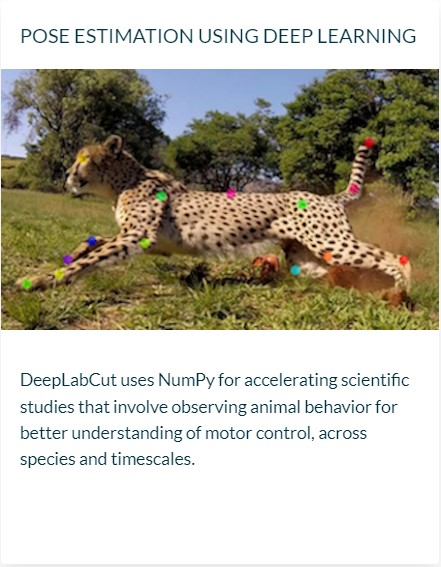 POSE ESTIMATION USING DEEP LEARNING
DeepLabCut uses NumPy for accelerating scientific
studies that involve observing animal behavior for
better understanding of motor control, across
species and timescales.